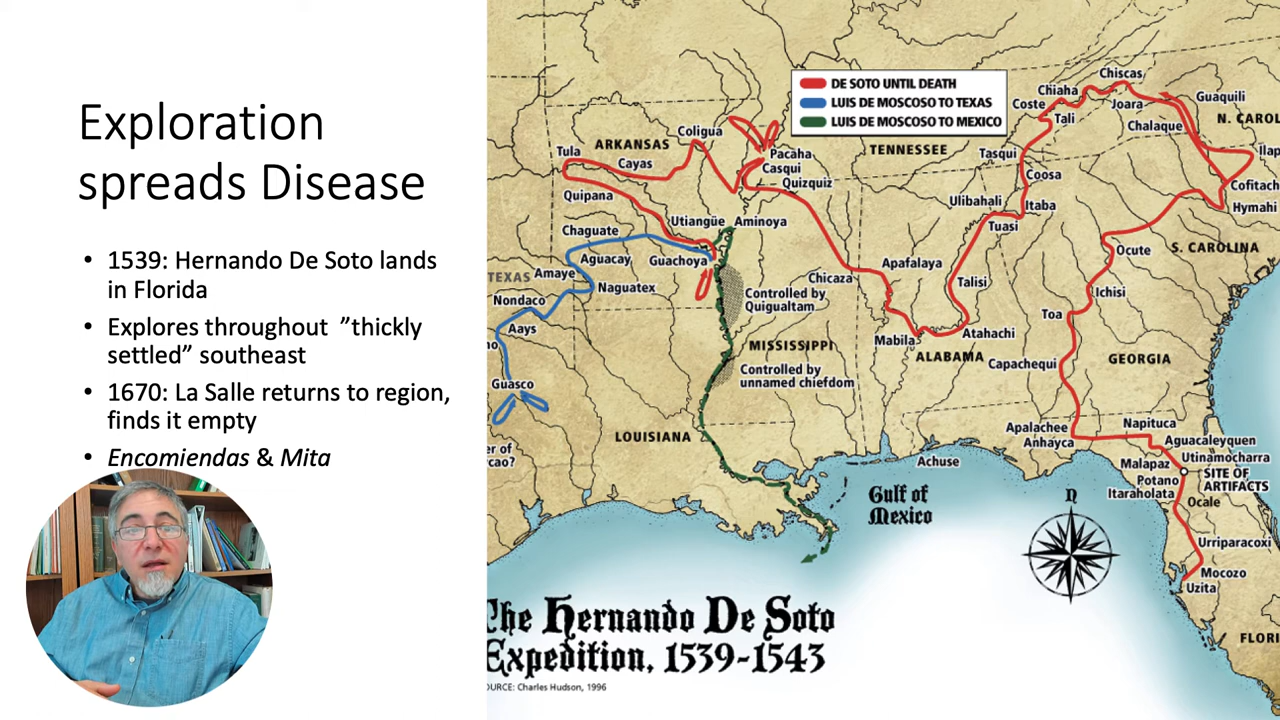 Exploration
spreads Disease
• 1539: Hernando De Soto lands
in Florida
• Explores throughout ”thickly
settled” southeast
• 1670: La Salle returns to region,
finds it empty
• Encomiendas & Mita
DE SOTO UNTIL DEATH
LUIS DE MOSCOSO TO TEXAS
LUIS DE MOSCOSO TO MEXICO
Chiscas
Chiaha
Guaquili
Coste
Joara
Coligua
Tali
N. CAROL
Chalaque
ARKANSAS
TENNESSEE
Tula
Pacaha
Tasqui
Ilap
Cayas
Casqui
Coosa
Quizquiz
Cofitach
Quipana
Ulibahali
Itaba
Hymahi
Utiangüe
Aminoya
Tuasi
Chaguate
Ocute
S. CAROLINA
Aguacay
Guachoya
Apafalaya
TEXAS
Amaye
Chicaza
Talisi
Naguatex
Controlled by
Quigualtam
Ichisi
Nondaco
Toa
Aays
Mabila
Atahachi
no
MISSISSIPPI
ALABAMA
Capachequi
GEORGIA
Controlled by
unnamed chiefdom
Guasco
Napituca
LOUISIANA
Apalachee
Anhayca
Aguacaleyquen
Utinamocharra
er of
cao?
Achuse
Malapaz
SITE OF
ARTIFACTS
Potano
Itaraholata
Ocale
Gulf of
Mexico
n
Urriparacoxi
Mocozo
Uzita
FLORI
The Hernando De Soto
Expedition, 1539-1543
OURCE: Charles Hudson, 1996